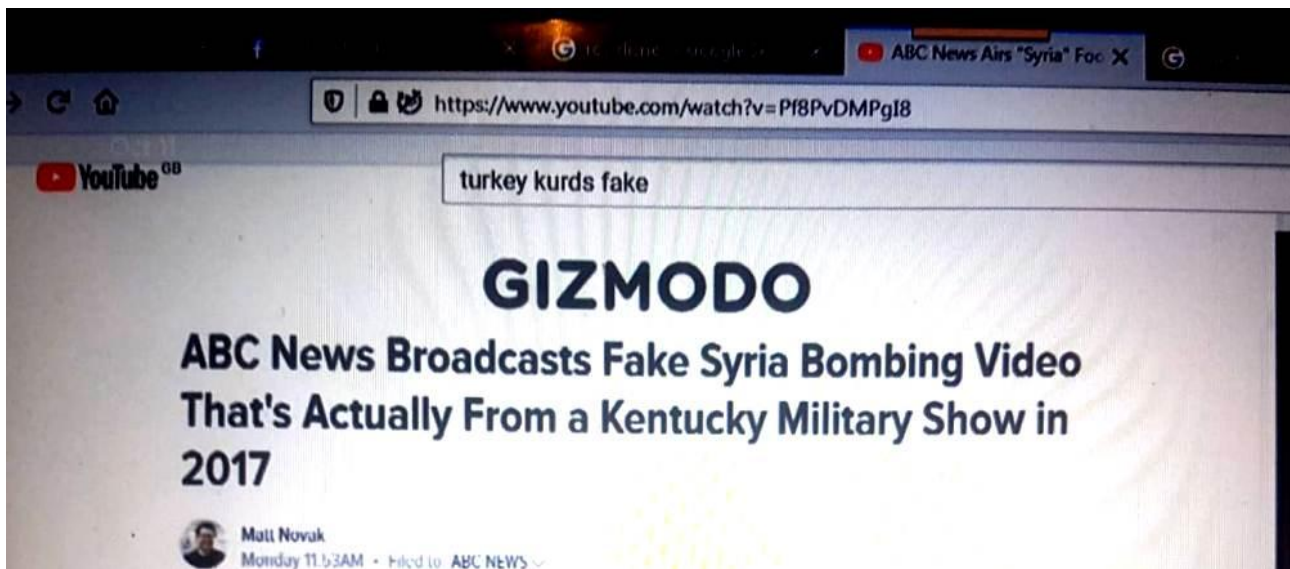 f
G
ABC News Airs "Syria" Foo
G
https://www.youtube.com/watch?v=Pf8PvDMPgI8
YouTube GB
turkey kurds fake
GIZMODO
ABC News Broadcasts Fake Syria Bombing Video
That's Actually From a Kentucky Military Show in
2017
Matt Novak
Monday 11:53AM • Filed to ABC NEWS